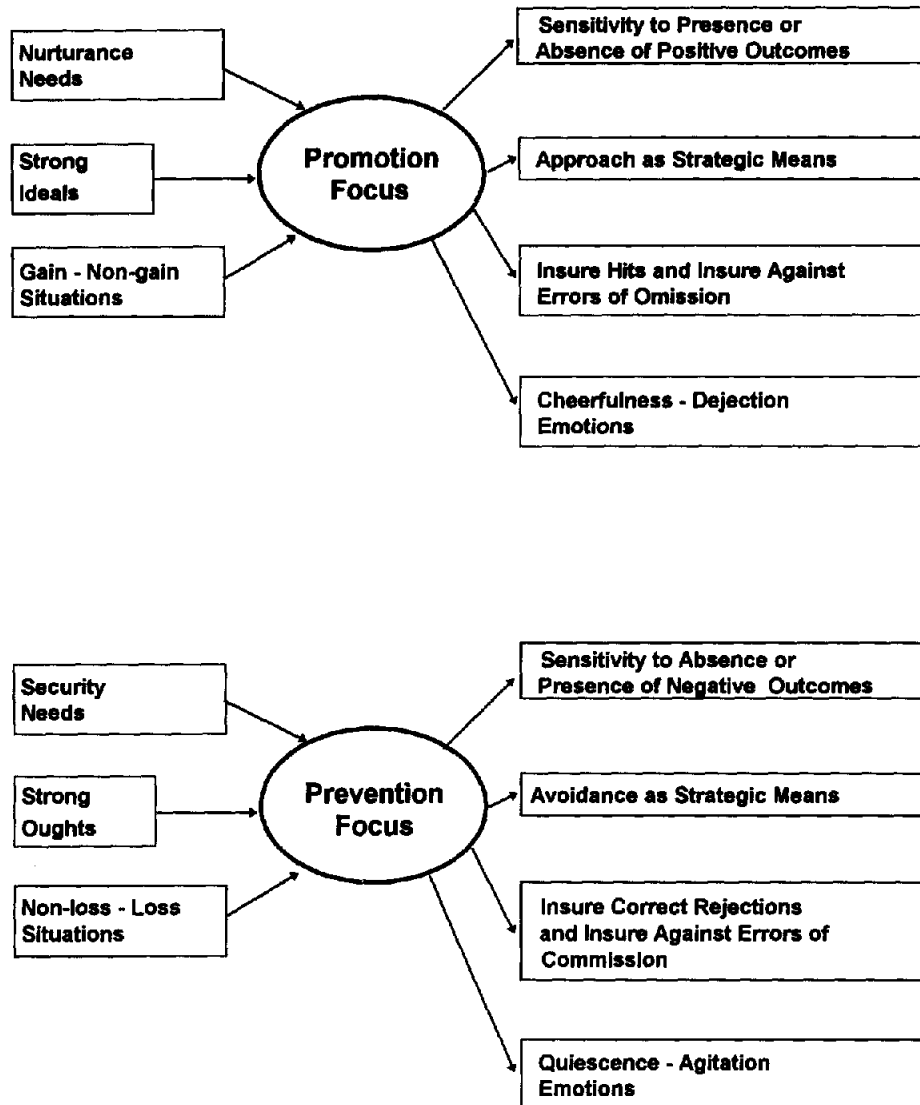 Nurturance
Needs
Strong
Ideals
Gain - Non-gain
Situations
Promotion
Focus
Sensitivity to Presence or
Absence of Positive Outcomes
Approach as Strategic Means
Insure Hits and Insure Against
Errors of Omission
Cheerfulness - Dejection
Emotions
Security
Needs
Strong
Oughts
Non-loss - Loss
Situations
Prevention
Focus
Sensitivity to Absence or
Presence of Negative Outcomes
Avoidance as Strategic Means
Insure Correct Rejections
and Insure Against Errors of
Commission
Quiescence - Agitation
Emotions